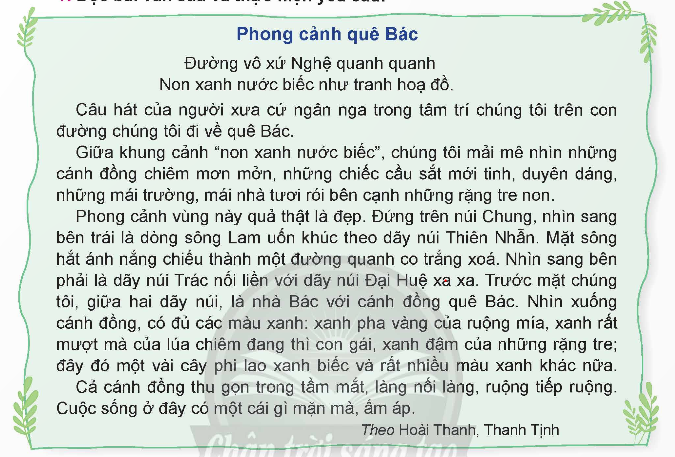 Phong cảnh quê Bác
Đường vô xứ Nghệ quanh quanh
Non xanh nước biếc như tranh hoạ đồ.
Câu hát của người xưa cứ ngân nga trong tâm trí chúng tôi trên con
đường chúng tôi đi về quê Bác.
Giữa khung cảnh “non xanh nước biếc”, chúng tôi mải mê nhìn những
cánh đồng chiêm mơn mởn, những chiếc cầu sắt mới tinh, duyên dáng,
những mái trường, mái nhà tươi rói bên cạnh những rặng tre non.
Phong cảnh vùng này quả thật là đẹp. Đứng trên núi Chung, nhìn sang
bên trái là dòng sông Lam uốn khúc theo dãy núi Thiên Nhẫn. Mặt sông
hắt ánh nắng chiếu thành một đường quanh co trắng xoá. Nhìn sang bên
phải là dãy núi Trác nối liền với dãy núi Đại Huệ xa xa. Trước mặt chúng
tôi, giữa hai dãy núi, là nhà Bác với cánh đồng quê Bác. Nhìn xuống
cánh đồng, có đủ các màu xanh: xanh pha vàng của ruộng mía, xanh rất
mượt mà của lúa chiêm đang thì con gái, xanh đậm của những rặng tre;
đây đó một vài cây phi lao xanh biếc và rất nhiều màu xanh khác nữa.
Cả cánh đồng thu gọn trong tầm mắt, làng nối làng, ruộng tiếp ruộng.
Cuộc sống ở đây có một cái gì mặn mà, ấm áp.
Theo Hoài Thanh, Thanh Tịnh
Chân trời sáng tạo